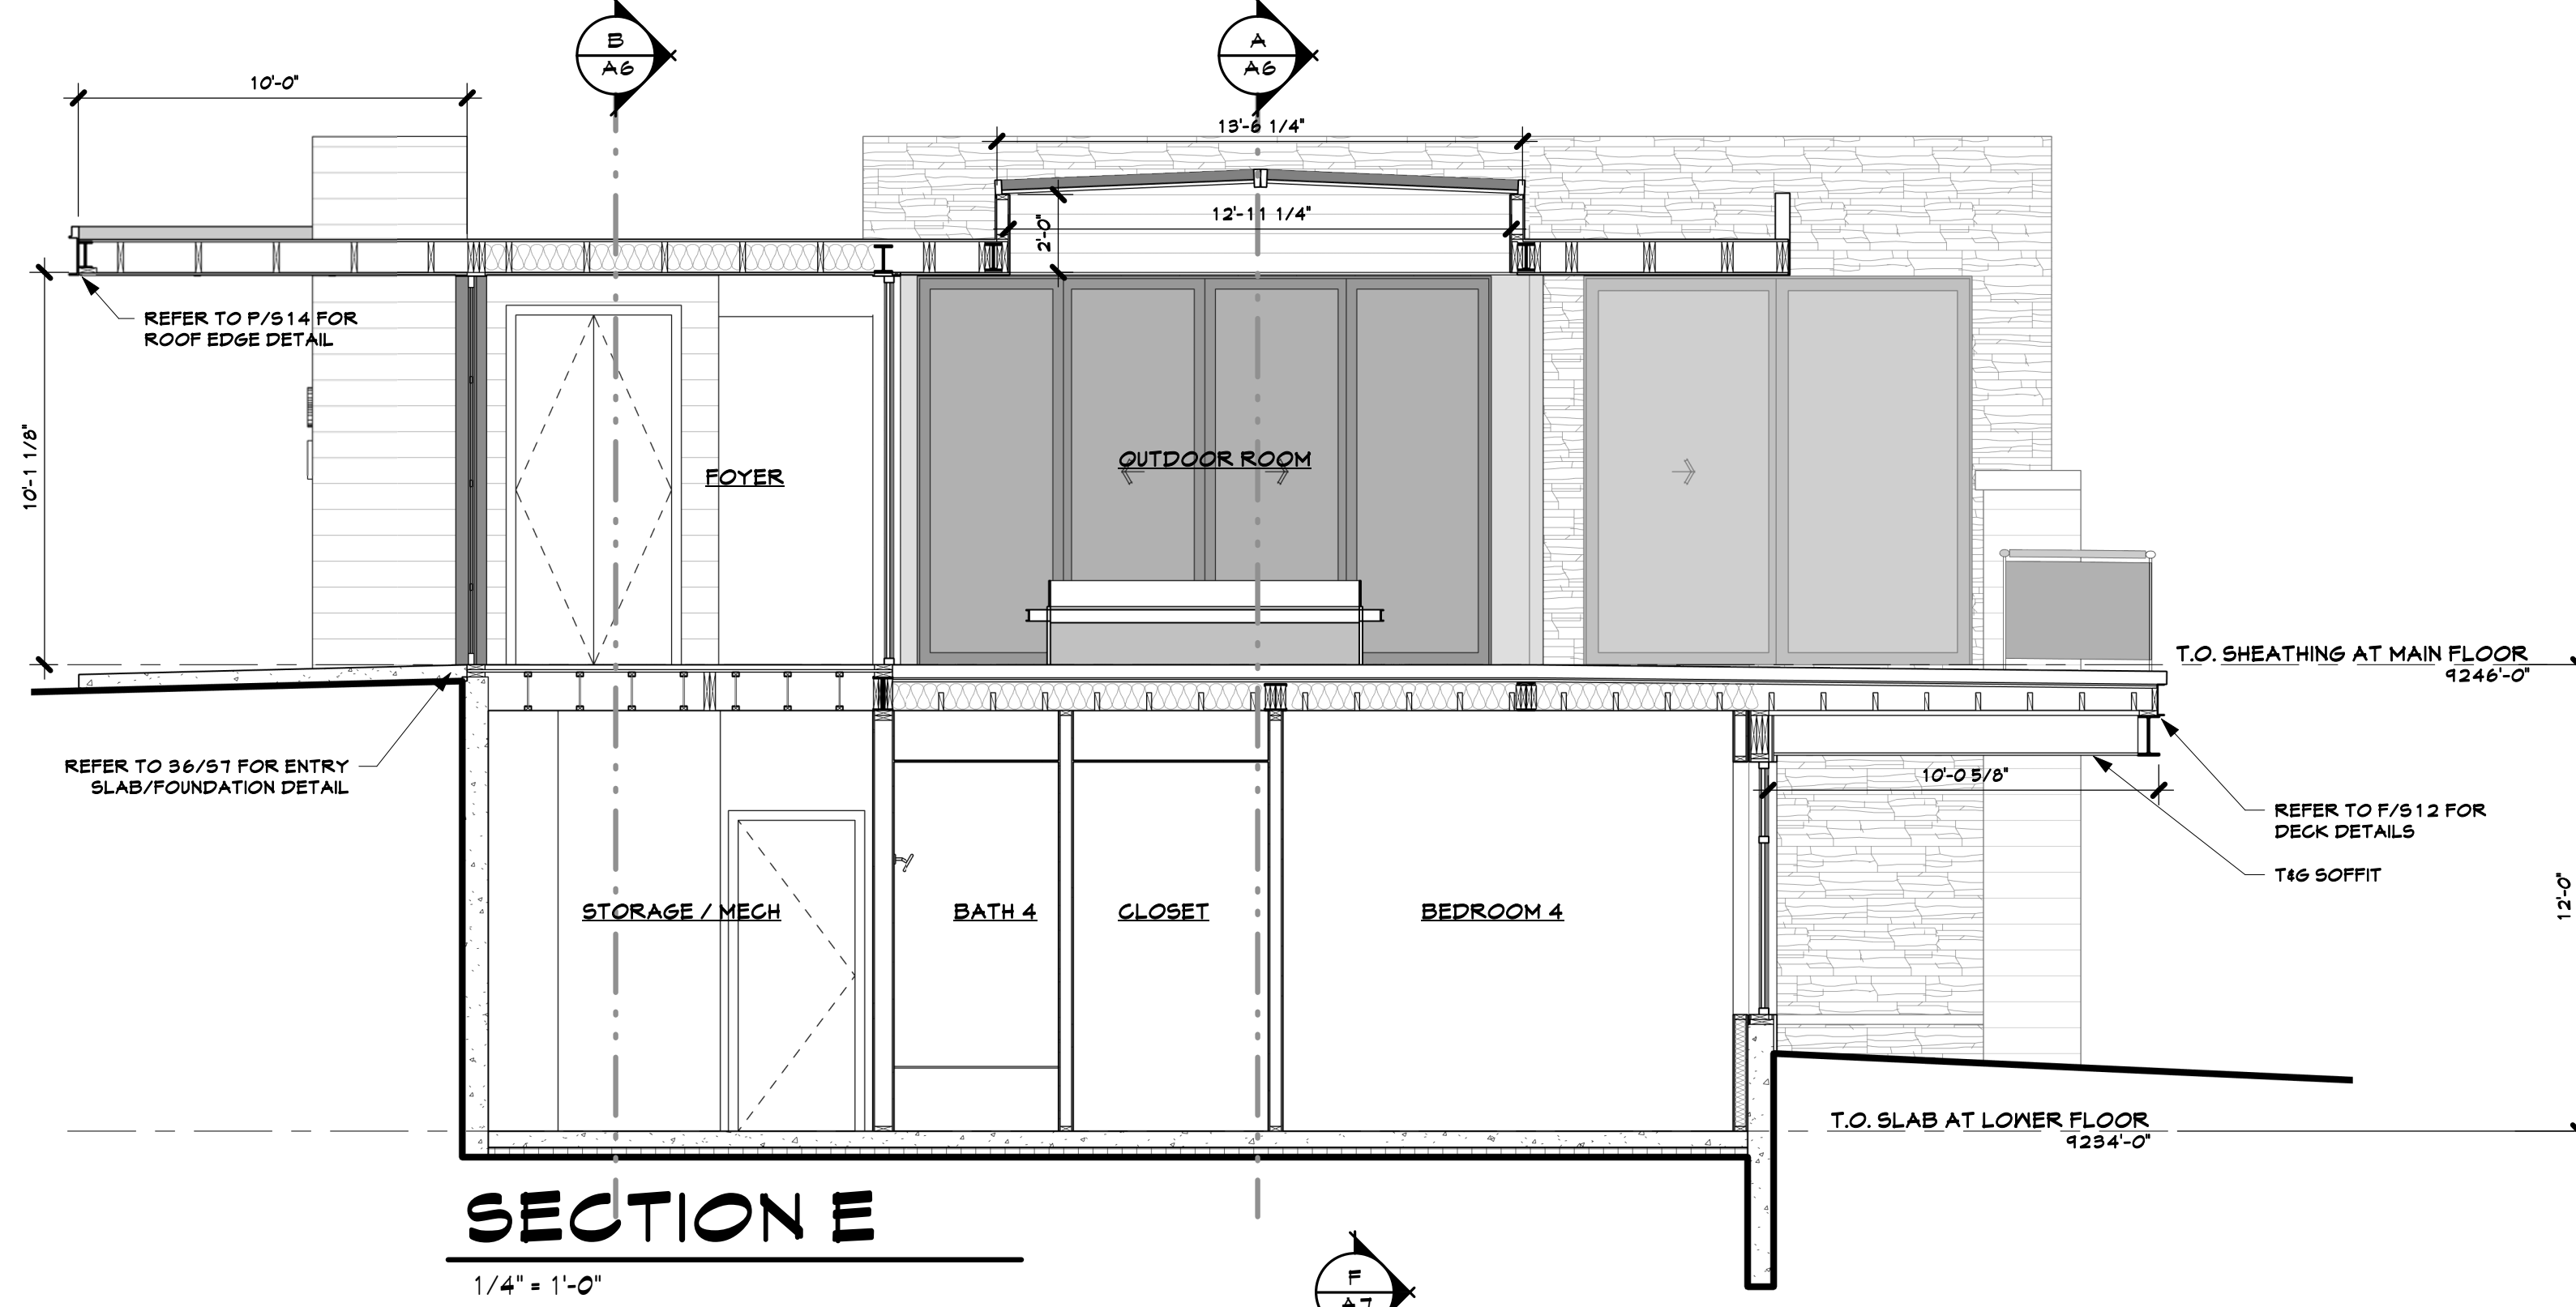 B
A6
A
A6
10'-0"
13'-6 1/4"
12'-11 1/4"
2'-0"
REFER TO P/S14 FOR
ROOF EDGE DETAIL
10'-1 1/8"
FOYER
OUTDOOR ROOM
T.O. SHEATHING AT MAIN FLOOR
9246'-0"
REFER TO 36/S7 FOR ENTRY
SLAB/FOUNDATION DETAIL
10'-0 5/8"
REFER TO F/S12 FOR
DECK DETAILS
T&G SOFFIT
12'-0"
STORAGE / MECH
BATH 4
CLOSET
BEDROOM 4
T.O. SLAB AT LOWER FLOOR
9234'-0"
SECTION E
1/4" = 1'-0"
F
A7